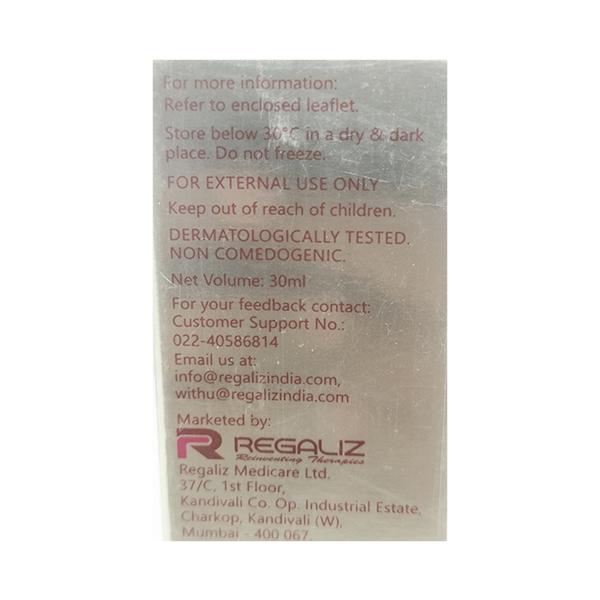 For more information:
Refer to enclosed leaflet.
Store below 30°C in a dry & dark
place. Do not freeze.
FOR EXTERNAL USE ONLY
Keep out of reach of children.
DERMATOLOGICALLY TESTED.
NON COMEDOGENIC.
Net Volume: 30ml
For your feedback contact:
Customer Support No.:
022-40586814
Email us at:
info@regalizindia.com,
withu@regalizindia.com
Marketed by:
R REGALIZ
Reinventing Therapies
Regaliz Medicare Ltd.
37/C, 1st Floor,
Kandivali Co. Op. Industrial Estate,
Charkop, Kandivali (W),
Mumbai - 400 067.